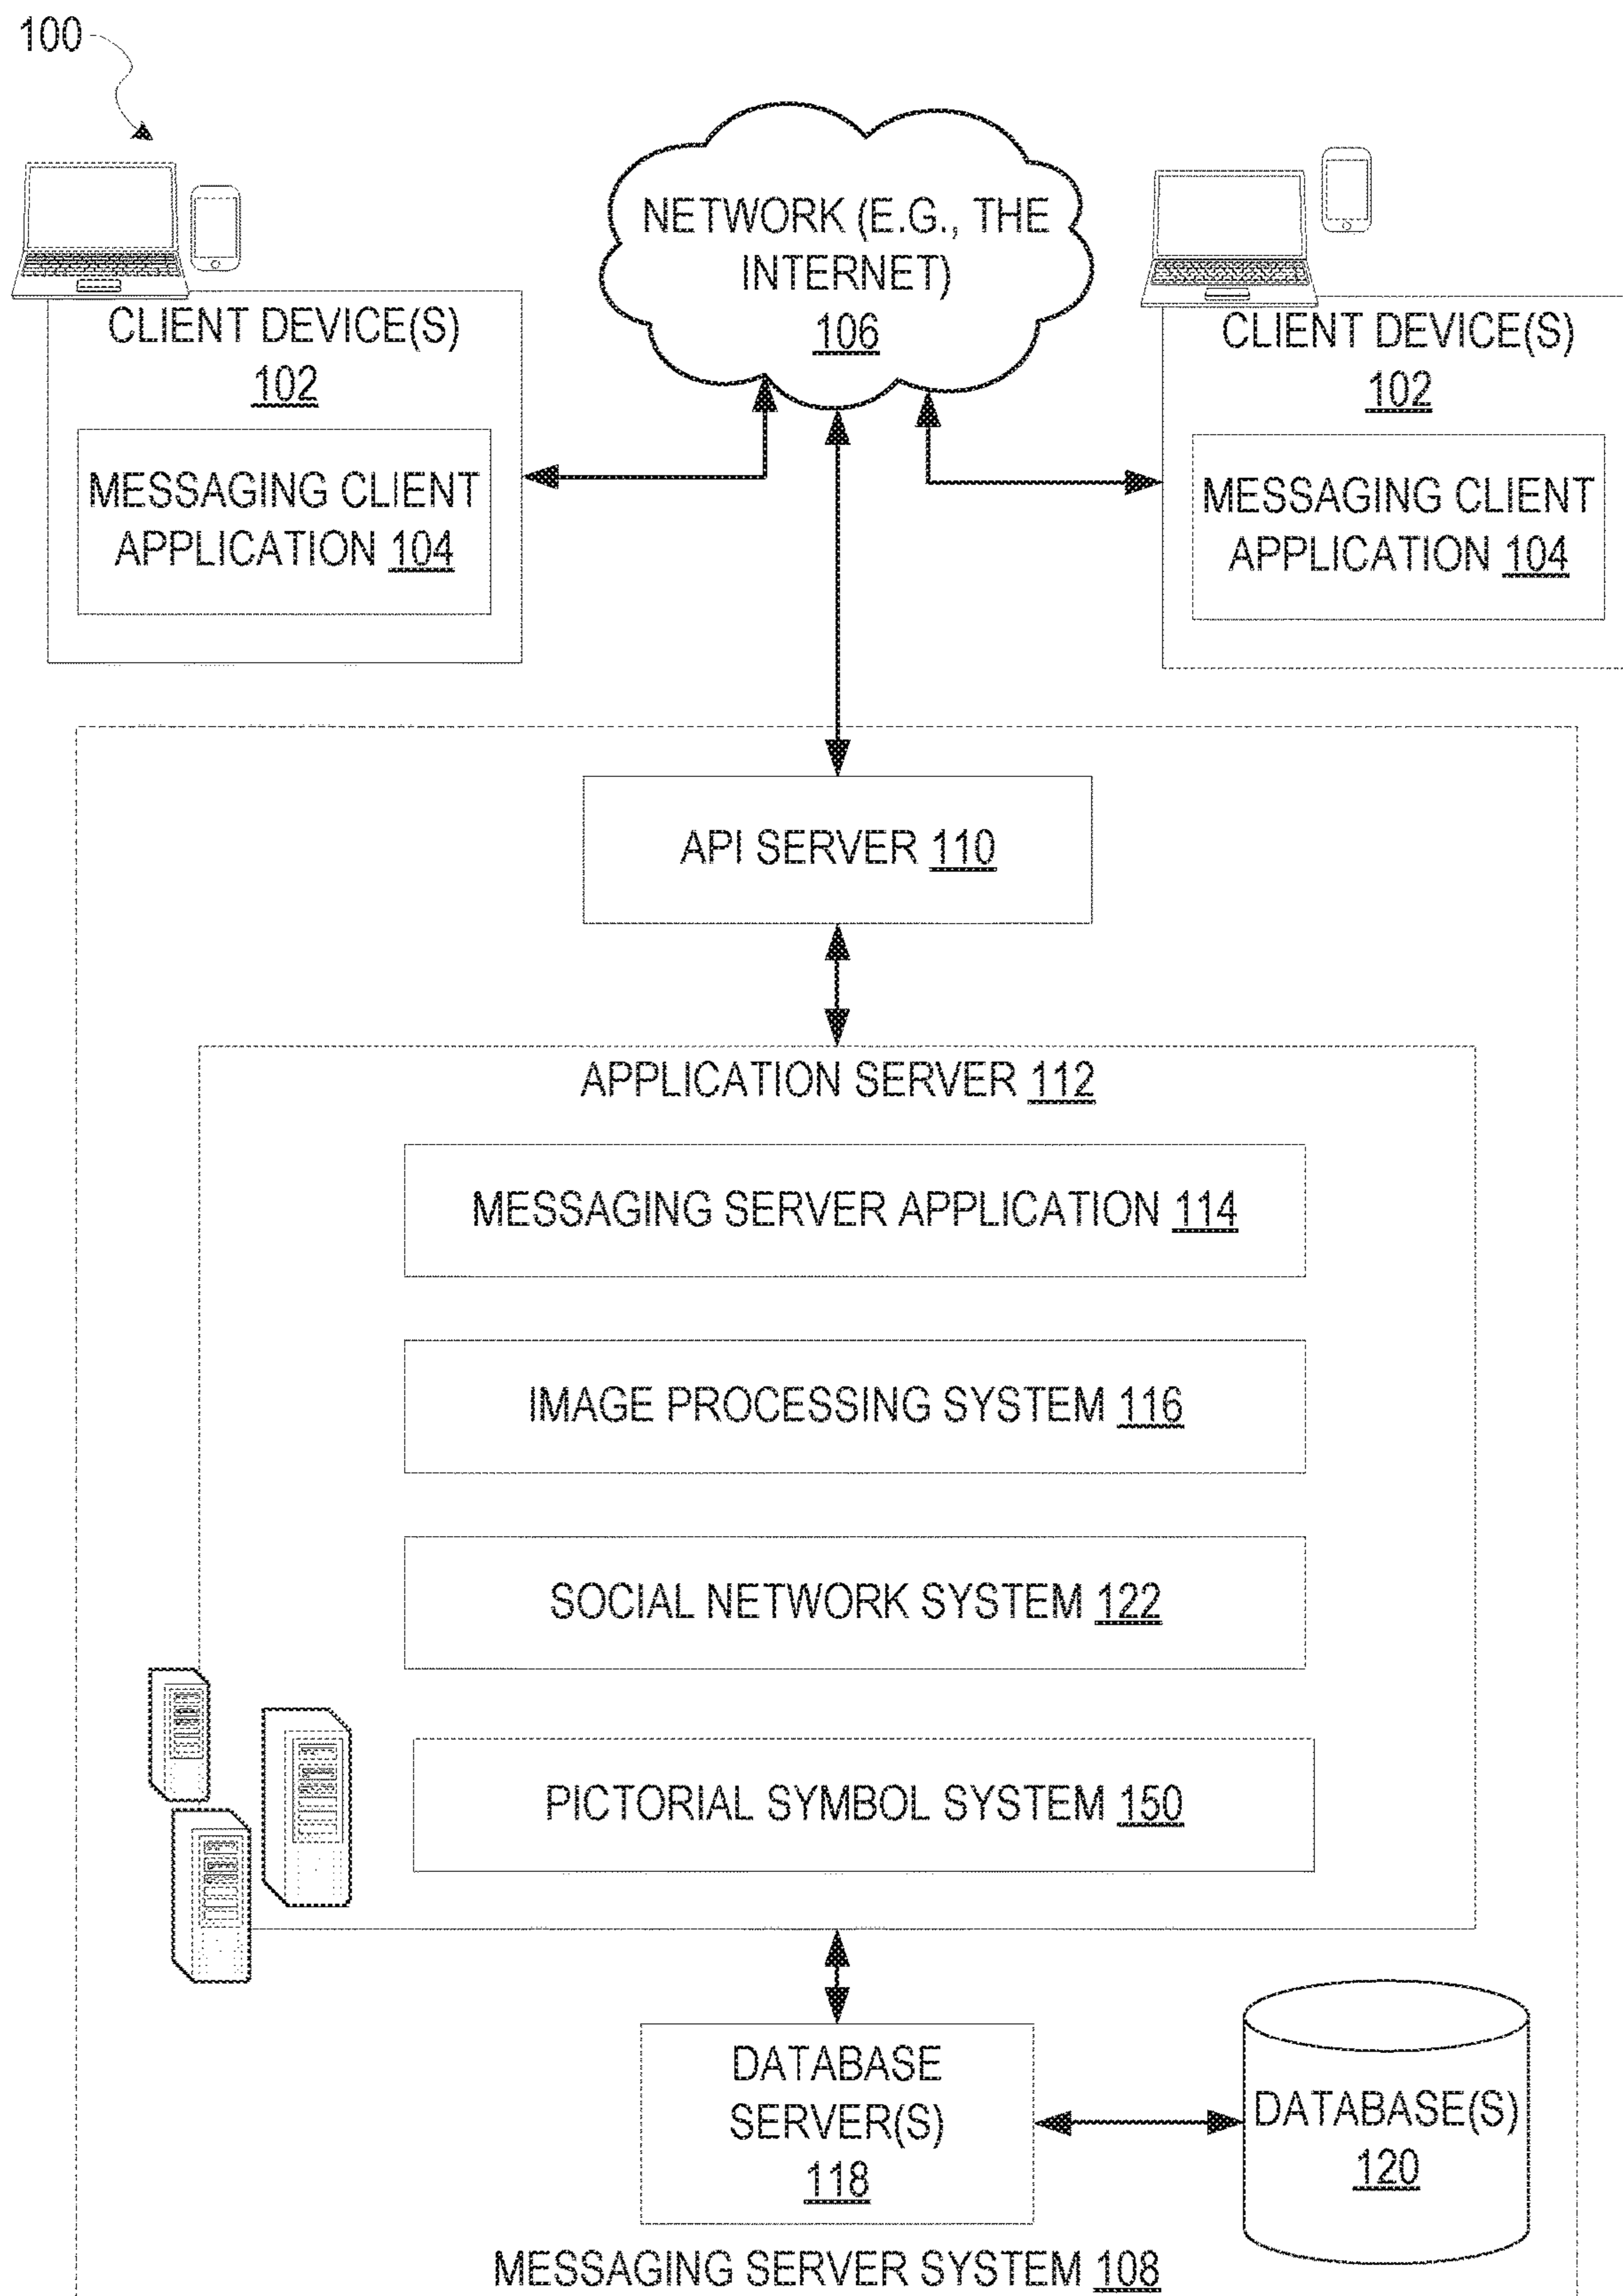 100
NETWORK (E.G., THE
INTERNET)
106
CLIENT DEVICE(S)
102
MESSAGING CLIENT
APPLICATION 104
CLIENT DEVICE(S)
102
MESSAGING CLIENT
APPLICATION 104
API SERVER 110
APPLICATION SERVER 112
MESSAGING SERVER APPLICATION 114
IMAGE PROCESSING SYSTEM 116
SOCIAL NETWORK SYSTEM 122
PICTORIAL SYMBOL SYSTEM 150
DATABASE
SERVER(S)
118
DATABASE(S)
120
MESSAGING SERVER SYSTEM 108